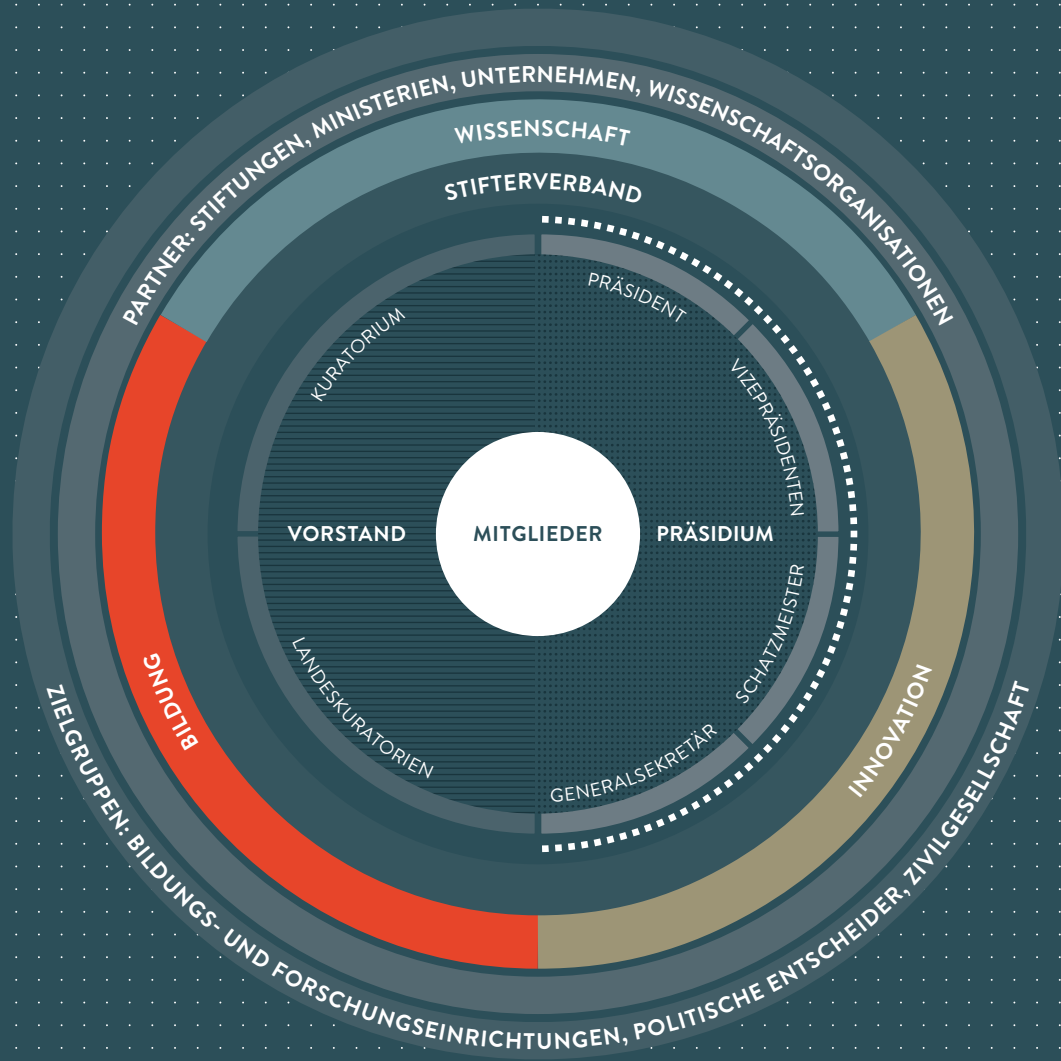 PARTNER: STIFTUNGEN, MINISTERIEN, UNTERNEHMEN, WISSENSCHAFTSORGANISATIONEN
WISSENSCHAFT
STIFTERVERBAND
PRÄSIDENT
KURATORIUM
VIZEPRÄSIDENTEN
VORSTAND
MITGLIEDER
PRÄSIDIUM
SCHATZMEISTER
LANDESKURATORIEN
GENERALSEKRETÄR
BILDUNG
INNOVATION
ZIELGRUPPEN: BILDUNGS- UND FORSCHUNGSEINRICHTUNGEN, POLITISCHE ENTSCHEIDER, ZIVILGESELLSCHAFT